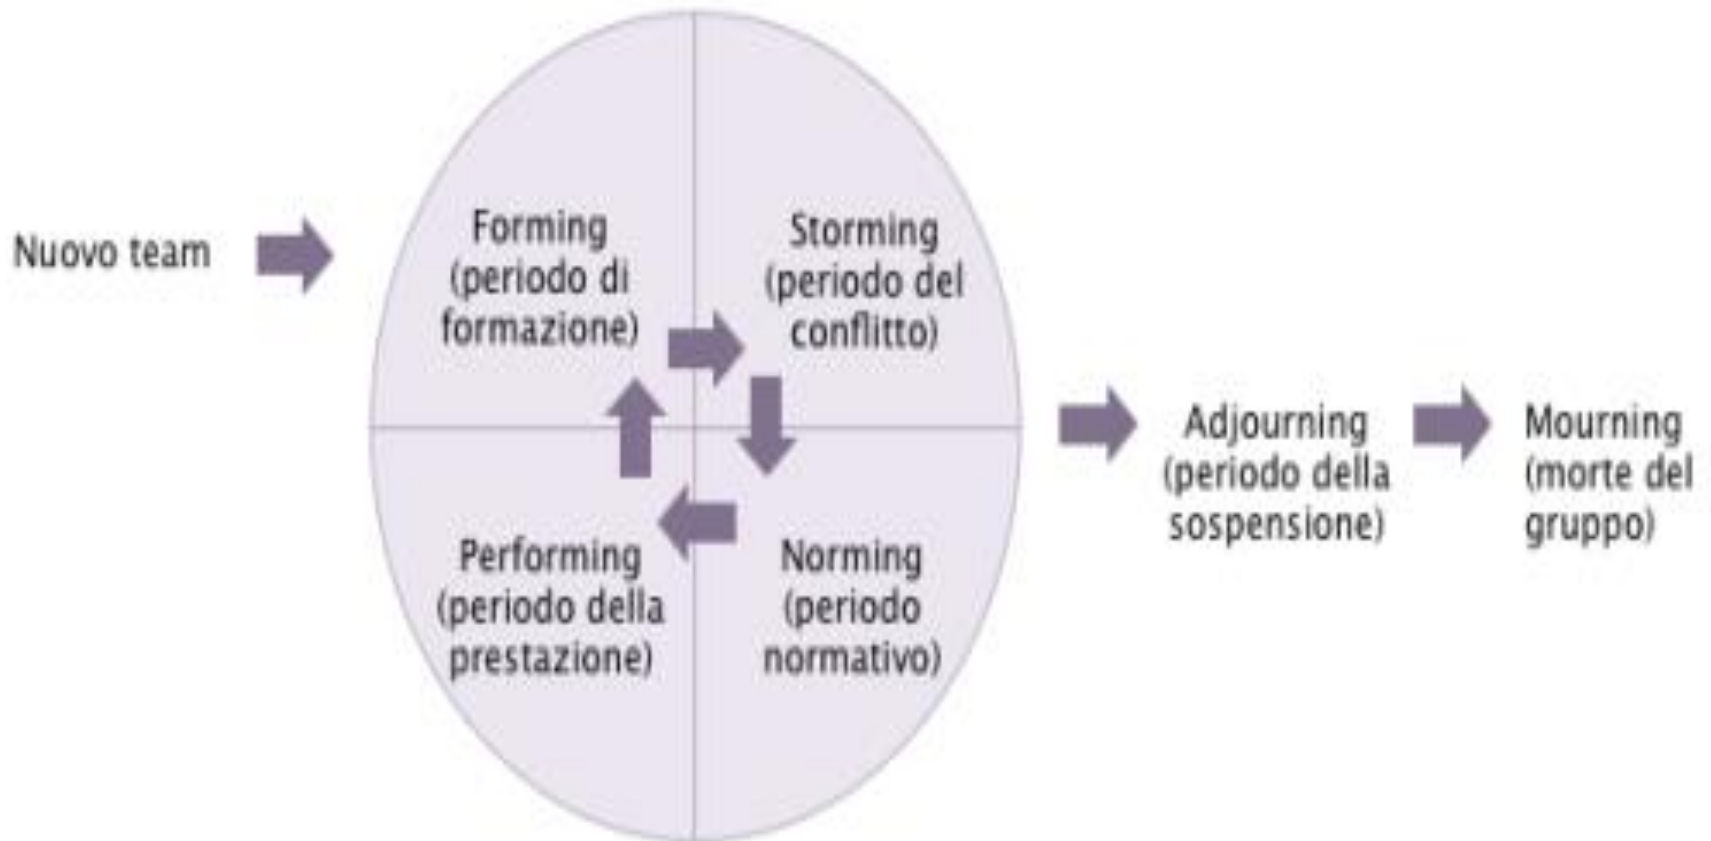 Nuovo team
Forming
(periodo di
formazione)
Storming
(periodo del
conflitto)
Performing
(periodo della
prestazione)
Norming
(periodo
normativo)
Adjourning
(periodo della
sospensione)
Mourning
(morte del
gruppo)